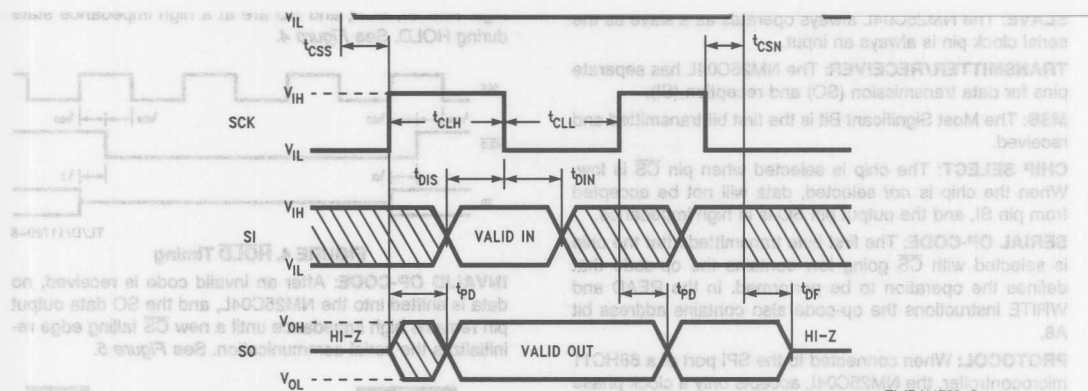 V_IL
t_CSS
t_CSN
SLAVE: The NM25C04L always operates as a slave as the
serial clock pin is always an input.
TRANSMITTER/RECEIVER: The NM25C04L has separate
pins for data transmission (SO) and reception (SI).
MSB: The Most Significant Bit is the first bit transmitted and
received.
CHIP SELECT: The chip is selected when pin CS is low.
When the chip is not selected, data will not be accepted
from pin SI, and the output
SERIAL OP-CODE: The first byte transmitted
is selected with CS going low contains the op-code that
defines the operation to be performed. In the READ and
WRITE instructions the op-code also contains address bit
A8.
PROTOCOL: When connected to the SPI port of a 68HC11
microcontroller, the NM25C04L accepts only a clock phase
are at a high impedance state
during HOLD. See Figure 4.
TL/D/11739-6
FIGURE 4. HOLD Timing
INVALID OP-CODE: After an invalid code is received, no
data is shifted into the NM25C04L, and the SO data output
pin remains high impedance until a new CS falling edge re-
initializes the serial communication. See Figure 5.
V_IH
SCK
t_CLH
t_CLL
V_IL
t_DIS
t_DIN
V_IH
SI
VALID IN
V_IL
t_PD
t_PD
t_DF
V_OH
SO
HI-Z
VALID OUT
HI-Z
V_OL